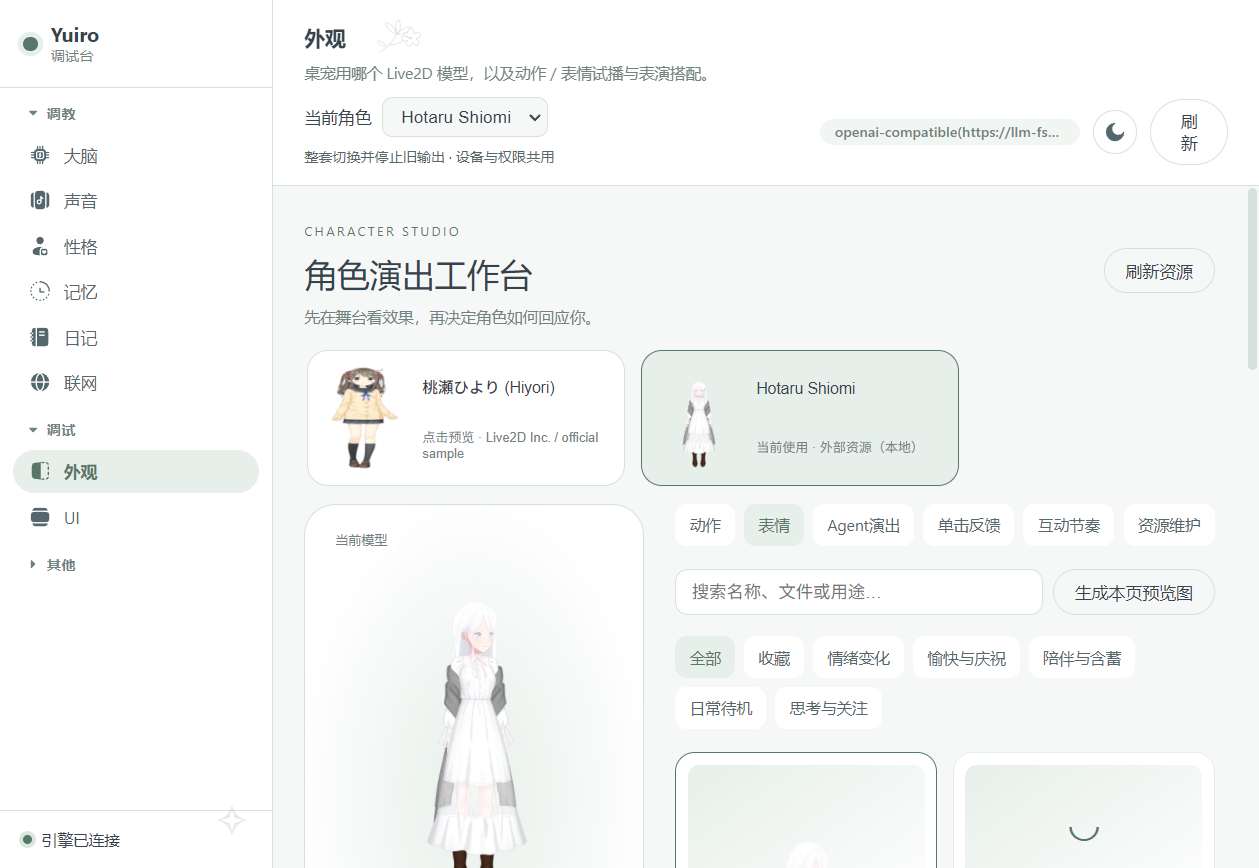 Yuiro
调试台
调教
大脑
声音
性格
记忆
日记
联网
调试
外观
UI
其他
引擎已连接
外观
桌宠用哪个 Live2D 模型，以及动作 / 表情试播与表演搭配。
当前角色 Hotaru Shiomi
整套切换并停止旧输出 · 设备与权限共用
openai-compatible(https://llm-fs...
刷
新
CHARACTER STUDIO
角色演出工作台
先在舞台看效果，再决定角色如何回应你。
刷新资源
桃瀬ひより (Hiyori)
点击预览 · Live2D Inc. / official
sample
Hotaru Shiomi
当前使用 · 外部资源（本地）
当前模型
动作 表情 Agent演出 单击反馈 互动节奏 资源维护
搜索名称、文件或用途... 生成本页预览图
全部 收藏 情绪变化 愉快与庆祝 陪伴与含蓄
日常待机 思考与关注